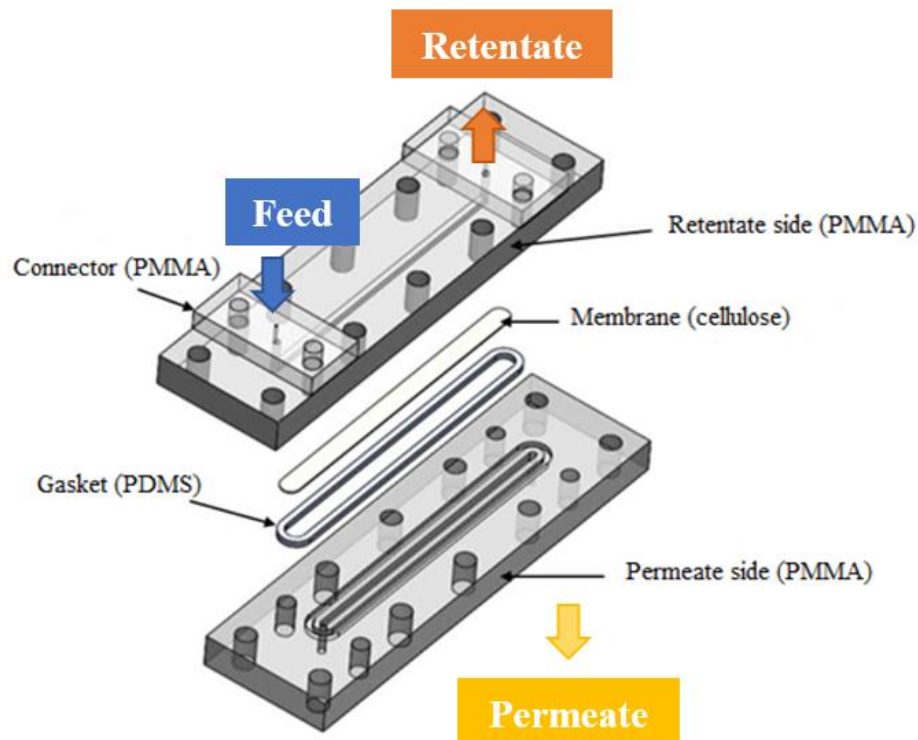 Retentate
Feed
Retentate side (PMMA)
Connector (PMMA)
Membrane (cellulose)
Gasket (PDMS)
Permeate side (PMMA)
Permeate